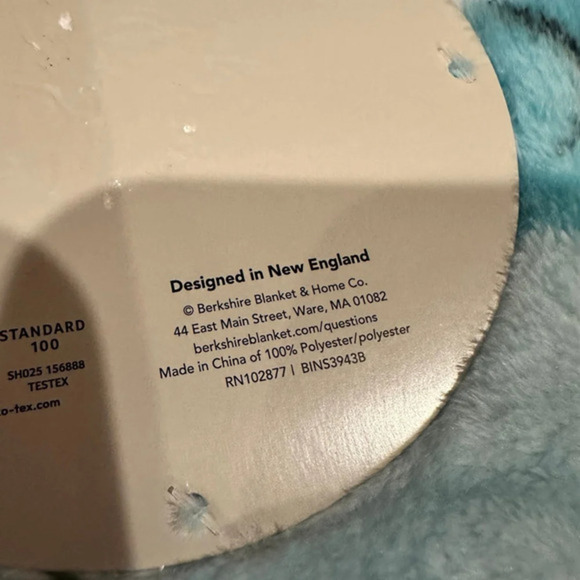 STANDARD
100
SH025 156888
TESTEX
o-tex.com
Designed in New England
© Berkshire Blanket & Home Co.
44 East Main Street, Ware, MA 01082
berkshireblanket.com/questions
Made in China of 100% Polyester/polyester
RN102877 | BINS3943B